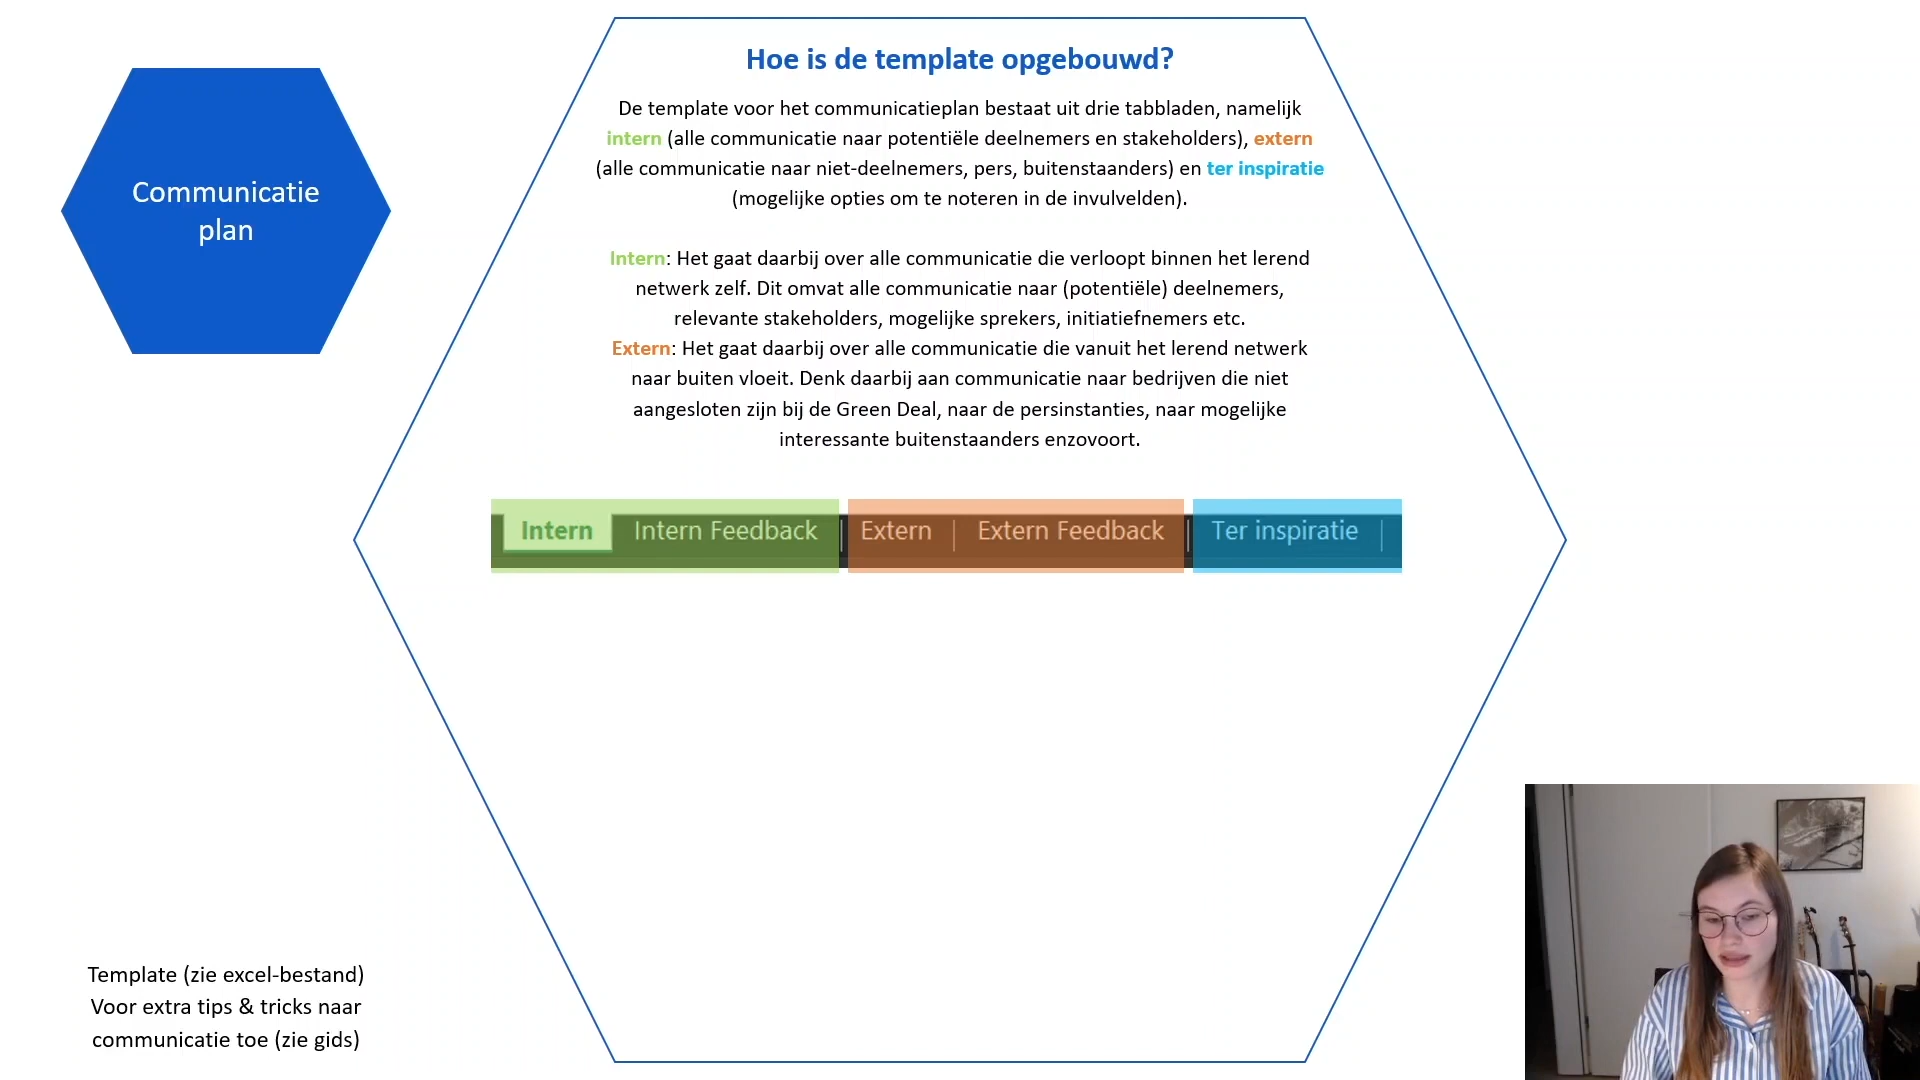 Communicatie
plan
Hoe is de template opgebouwd?
De template voor het communicatieplan bestaat uit drie tabbladen, namelijk
intern (alle communicatie naar potentiële deelnemers en stakeholders), extern
(alle communicatie naar niet-deelnemers, pers, buitenstaanders) en ter inspiratie
(mogelijke opties om te noteren in de invulvelden).
Intern: Het gaat daarbij over alle communicatie die verloopt binnen het lerend
netwerk zelf. Dit omvat alle communicatie naar (potentiële) deelnemers,
relevante stakeholders, mogelijke sprekers, initiatiefnemers etc.
Extern: Het gaat daarbij over alle communicatie die vanuit het lerend netwerk
naar buiten vloeit. Denk daarbij aan communicatie naar bedrijven die niet
aangesloten zijn bij de Green Deal, naar de persinstanties, naar mogelijke
interessante buitenstaanders enzovoort.
Intern Intern Feedback Extern Extern Feedback Ter inspiratie
Template (zie excel-bestand)
Voor extra tips & tricks naar
communicatie toe (zie gids)